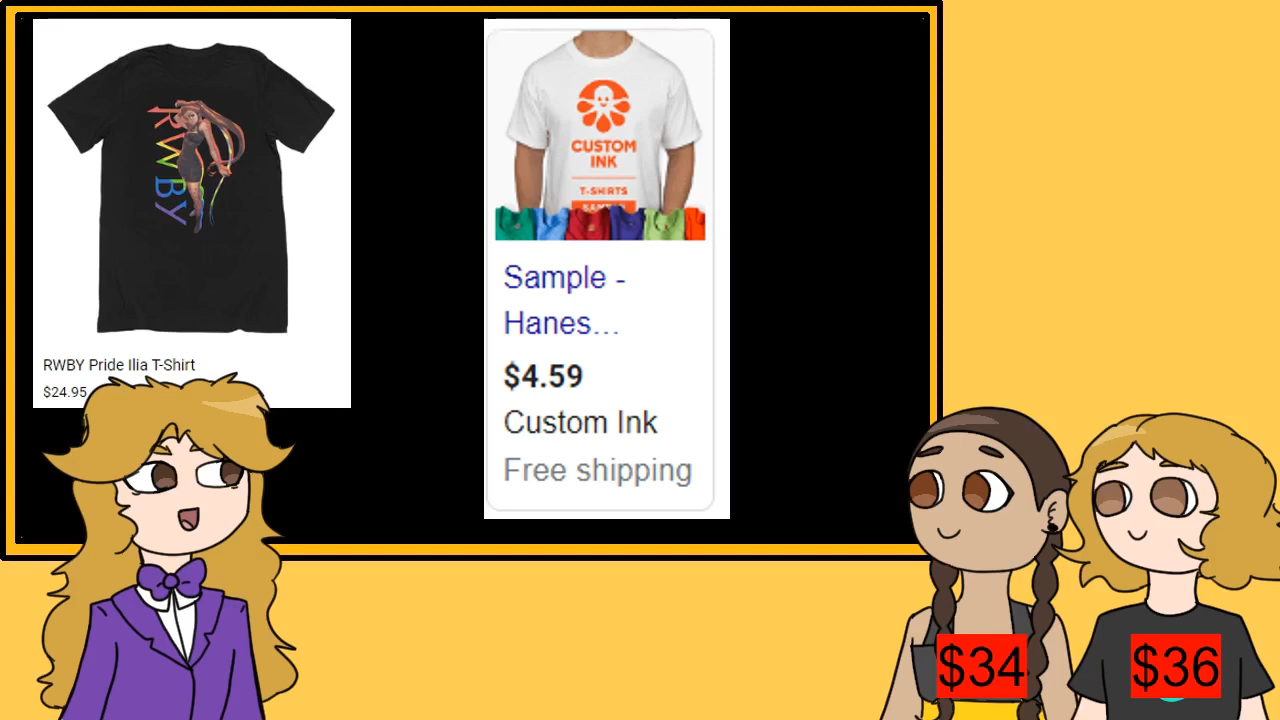 RWBY
RWBY Pride Ilia T-Shirt
$24.95
CUSTOM
INK
T-SHIRTS
Sample -
Hanes...
$4.59
Custom Ink
Free shipping
$34
$36